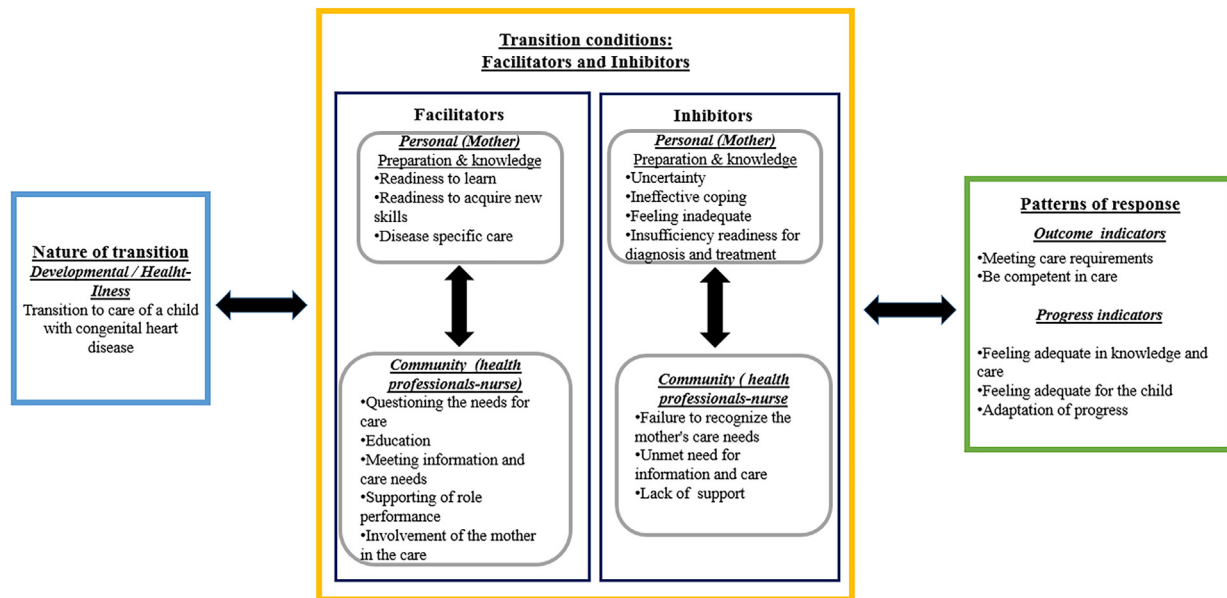 Nature of transition
Developmental / Healht-
Ilness
Transition to care of a child
with congenital heart
disease
Transition conditions:
Facilitators and Inhibitors
Facilitators
Personal (Mother)
Preparation & knowledge
•Readiness to learn
•Readiness to acquire new
skills
•Disease specific care
Community (health
professionals-nurse)
•Questioning the needs for
care
•Education
•Meeting information and
care needs
•Supporting of role
performance
•Involvement of the mother
in the care
Inhibitors
Personal (Mother)
Preparation & knowledge
•Uncertainty
•Ineffective coping
•Feeling inadequate
•Insufficiency readiness for
diagnosis and treatment
Community ( health
professionals-nurse
•Failure to recognize the
mother's care needs
•Unmet need for
information and care
•Lack of support
Patterns of response
Outcome indicators
•Meeting care requirements
•Be competent in care
Progress indicators
•Feeling adequate in knowledge and
care
•Feeling adequate for the child
•Adaptation of progress